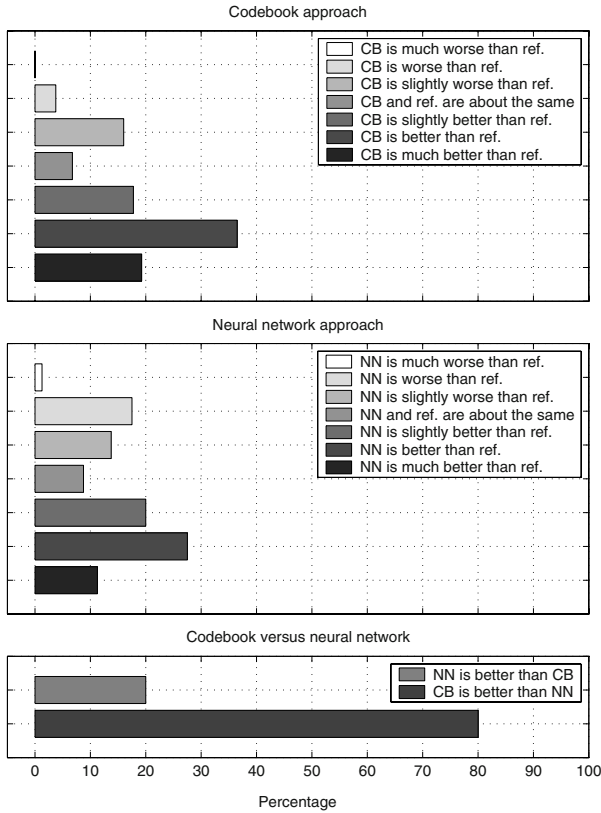 Codebook approach
CB is much worse than ref.
CB is worse than ref.
CB is slightly worse than ref.
CB and ref. are about the same
CB is slightly better than ref.
CB is better than ref.
CB is much better than ref.
Neural network approach
NN is much worse than ref.
NN is worse than ref.
NN is slightly worse than ref.
NN and ref. are about the same
NN is slightly better than ref.
NN is better than ref.
NN is much better than ref.
Codebook versus neural network
NN is better than CB
CB is better than NN
0 10 20 30 40 50 60 70 80 90 100
Percentage